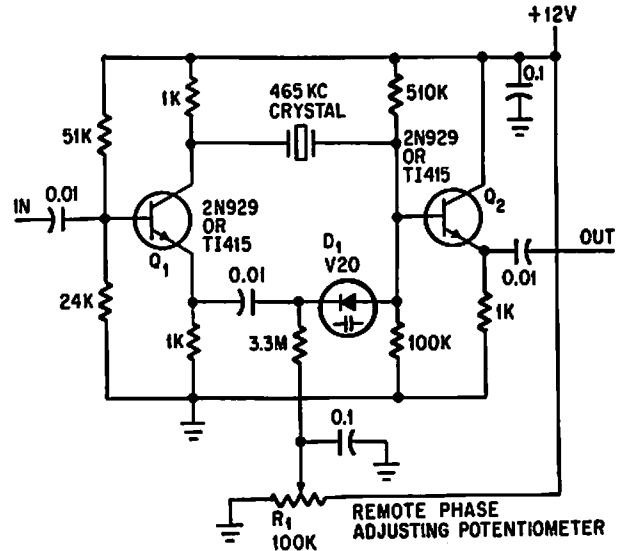 +12V
1K
465 KC
CRYSTAL
510K
0.1
51K
2N929
OR
TI415
Q2
IN
0.01
2N929
OR
TI415
Q1
D1
V20
0.01
0.01
OUT
24K
1K
3.3M
100K
1K
0.1
R1
100K
REMOTE PHASE
ADJUSTING POTENTIOMETER